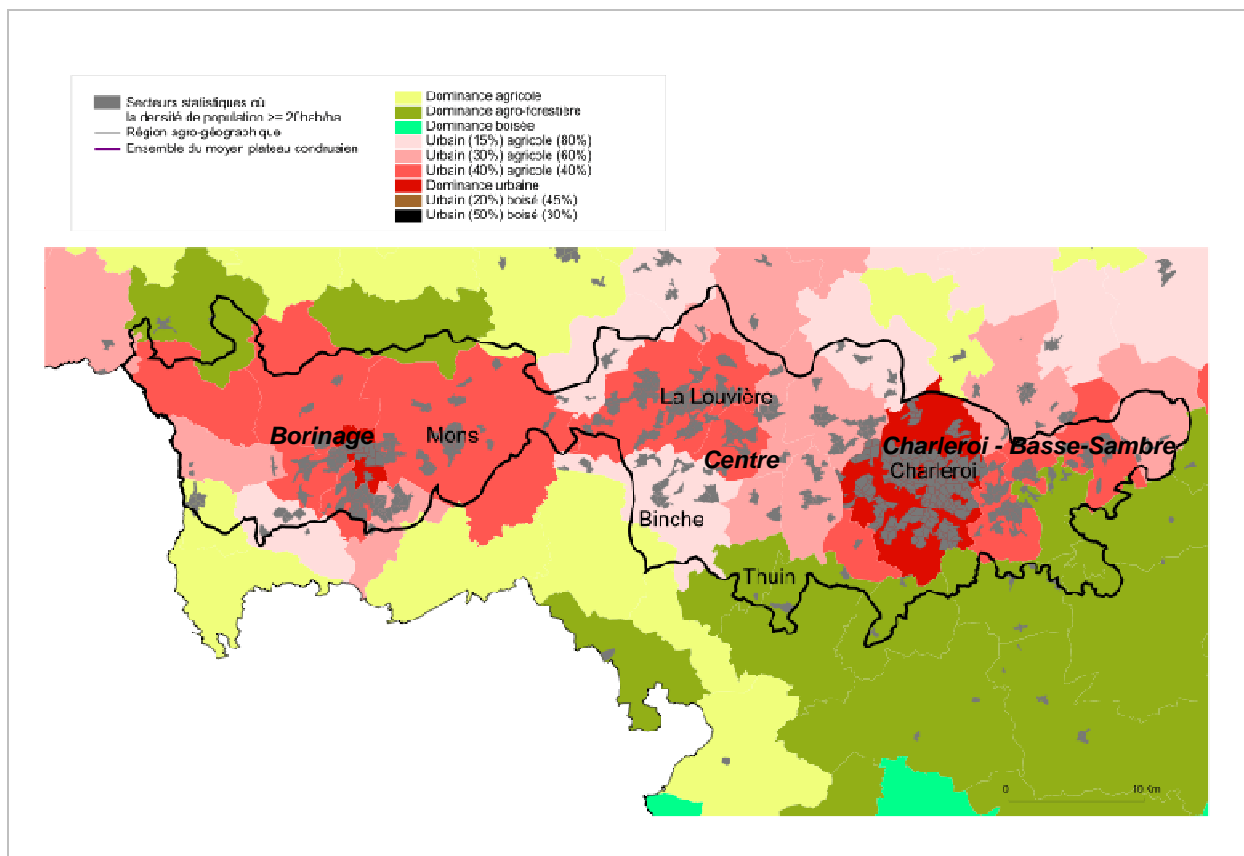 Secteurs statistiques où
la densité de population >= 20 hab/ha
Région agro-géographique
Ensemble du moyen plateau condrusien
Dominance agricole
Dominance agro-forestière
Dominance boisée
Urbain (15%) agricole (80%)
Urbain (30%) agricole (60%)
Urbain (40%) agricole (40%)
Dominance urbaine
Urbain (20%) boisé (45%)
Urbain (50%) boisé (30%)
La Louvière
Borinage
Mons
Centre
Charleroi - Basse-Sambre
Charleroi
Binche
Thuin
0 10 Km